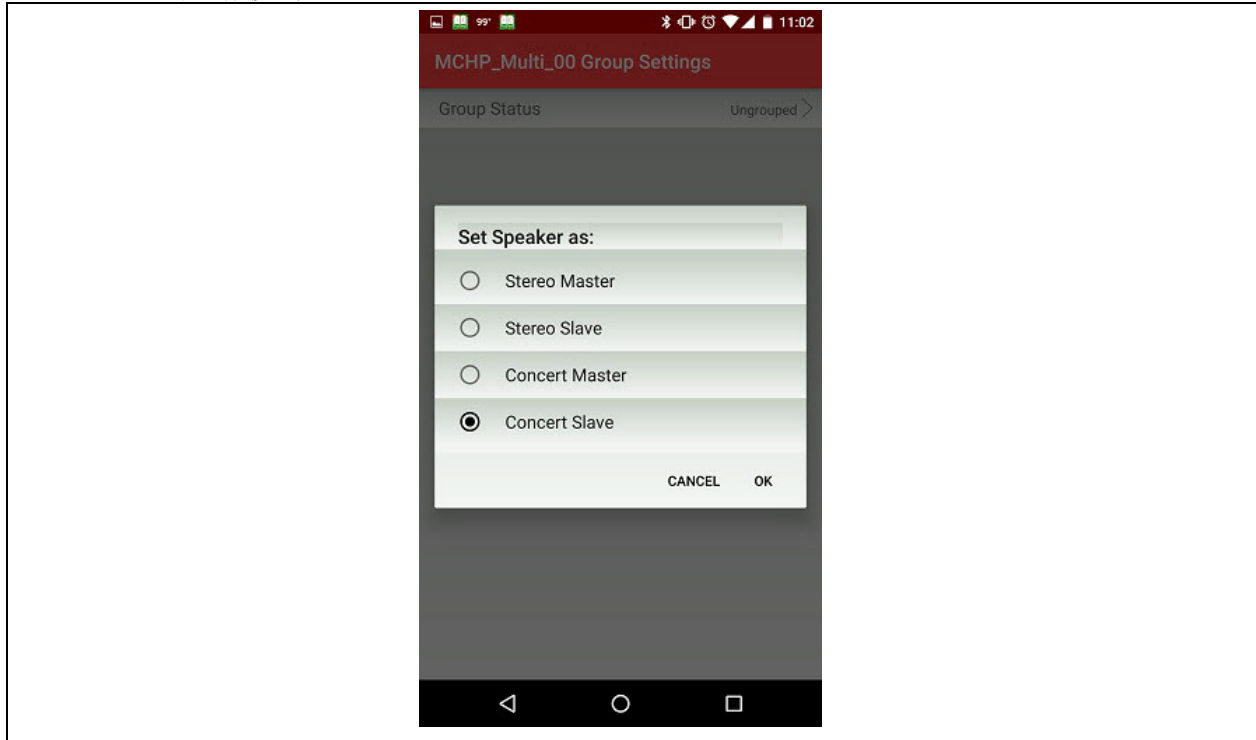 99°
11:02
MCHP_Multi_00 Group Settings
Group Status
Ungrouped
Set Speaker as:
Stereo Master
Stereo Slave
Concert Master
Concert Slave
CANCEL OK